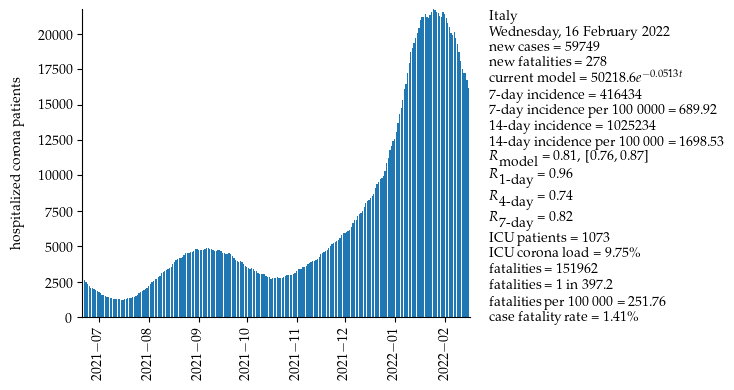 hospitalized corona patients
20000
17500
15000
12500
10000
7500
5000
2500
0
2021−07
2021−08
2021−09
2021−10
2021−11
2021−12
2022−01
2022−02
Italy
Wednesday, 16 February 2022
new cases = 59749
new fatalities = 278
current model = 50218.6e^−0.0513t
7-day incidence = 416434
7-day incidence per 100 0000 = 689.92
14-day incidence = 1025234
14-day incidence per 100 000 = 1698.53
R model = 0.81, [0.76, 0.87]
R 1-day = 0.96
R 4-day = 0.74
R 7-day = 0.82
ICU patients = 1073
ICU corona load = 9.75%
fatalities = 151962
fatalities = 1 in 397.2
fatalities per 100 000 = 251.76
case fatality rate = 1.41%